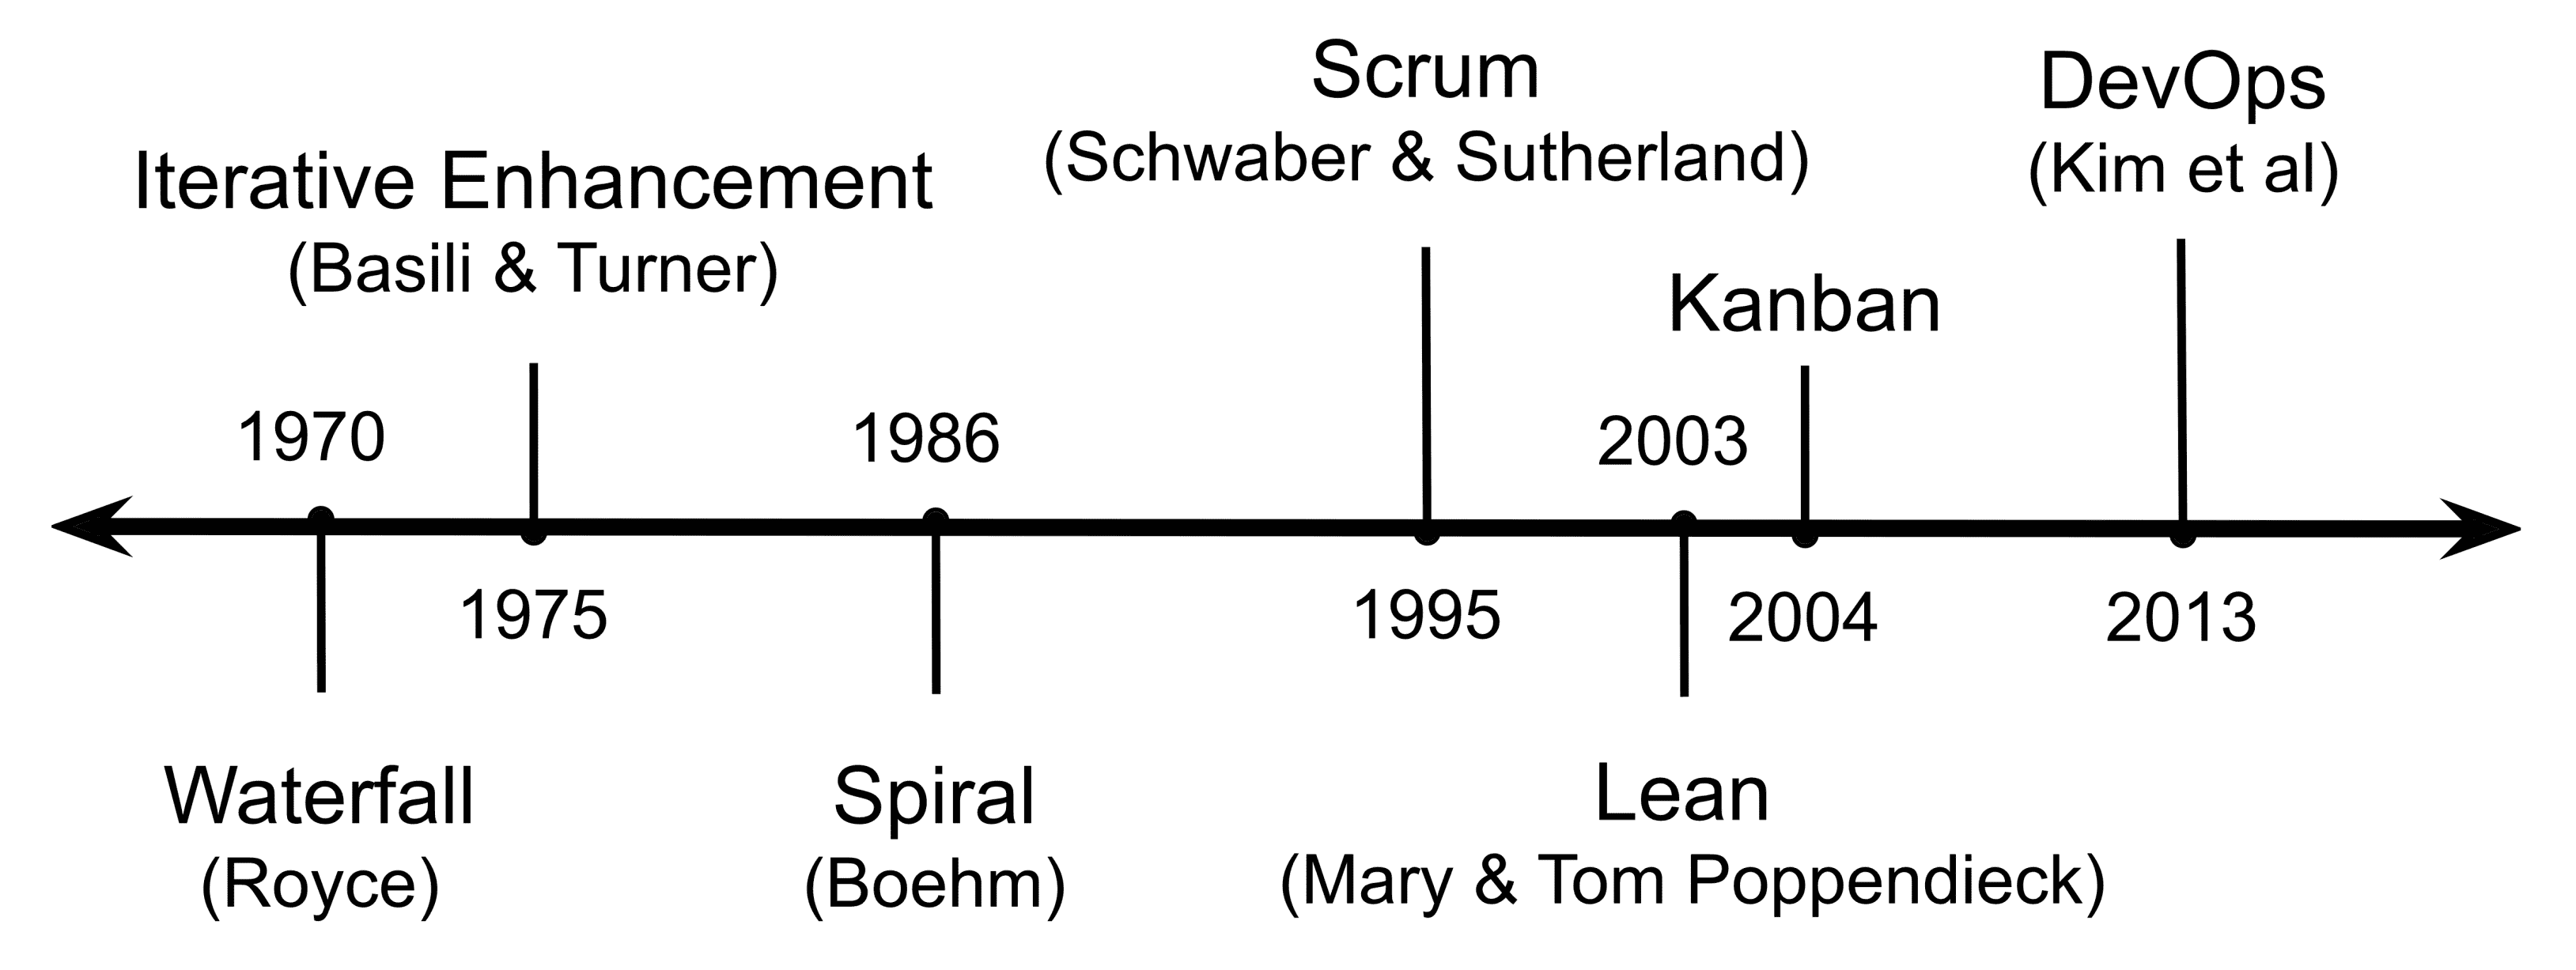 Scrum
(Schwaber & Sutherland)
DevOps
(Kim et al)
Iterative Enhancement
(Basili & Turner)
Kanban
1970
1986
2003
1975
1995
2004
2013
Waterfall
(Royce)
Spiral
(Boehm)
Lean
(Mary & Tom Poppendieck)